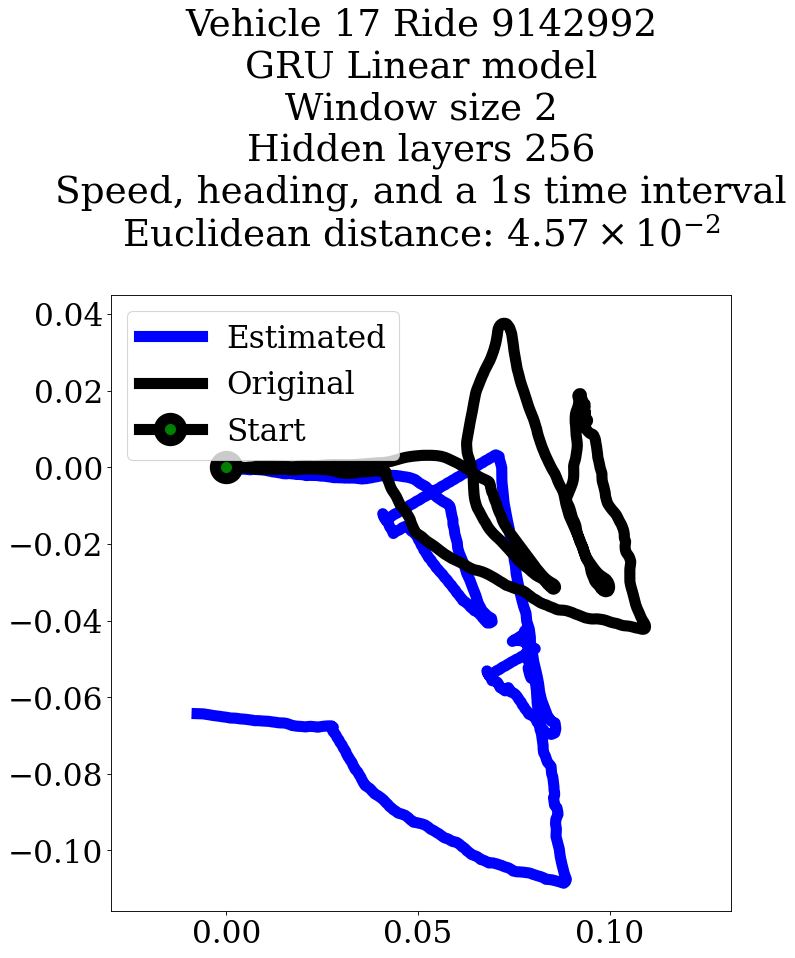 Vehicle 17 Ride 9142992
GRU Linear model
Window size 2
Hidden layers 256
Speed, heading, and a 1s time interval
Euclidean distance: 4.57 × 10⁻²
Estimated
Original
Start
0.04
0.02
0.00
−0.02
−0.04
−0.06
−0.08
−0.10
0.00 0.05 0.10